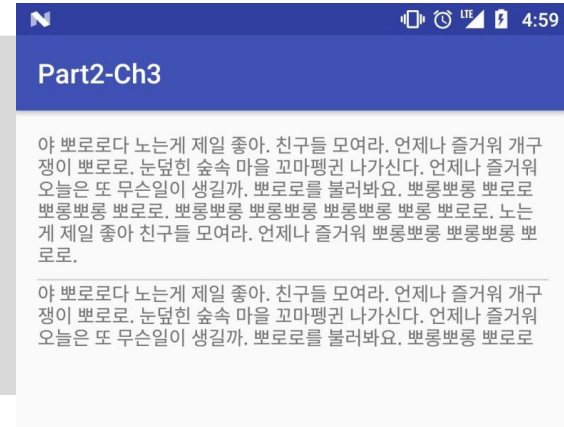 N LTE 4:59
Part2-Ch3
야 뽀로로다 노는게 제일 좋아. 친구들 모여라. 언제나 즐거워 개구
쟁이 뽀로로. 눈덮힌 숲속 마을 꼬마펭귄 나가신다. 언제나 즐거워
오늘은 또 무슨일이 생길까. 뽀로로를 불러봐요. 뽀롱뽀롱 뽀로로
뽀롱뽀롱 뽀로로. 뽀롱뽀롱 뽀롱뽀롱 뽀롱뽀롱 뽀롱 뽀로로. 노는
게 제일 좋아 친구들 모여라. 언제나 즐거워 뽀롱뽀롱 뽀롱뽀롱 뽀
로로.
야 뽀로로다 노는게 제일 좋아. 친구들 모여라. 언제나 즐거워 개구
쟁이 뽀로로. 눈덮힌 숲속 마을 꼬마펭귄 나가신다. 언제나 즐거워
오늘은 또 무슨일이 생길까. 뽀로로를 불러봐요. 뽀롱뽀롱 뽀로로